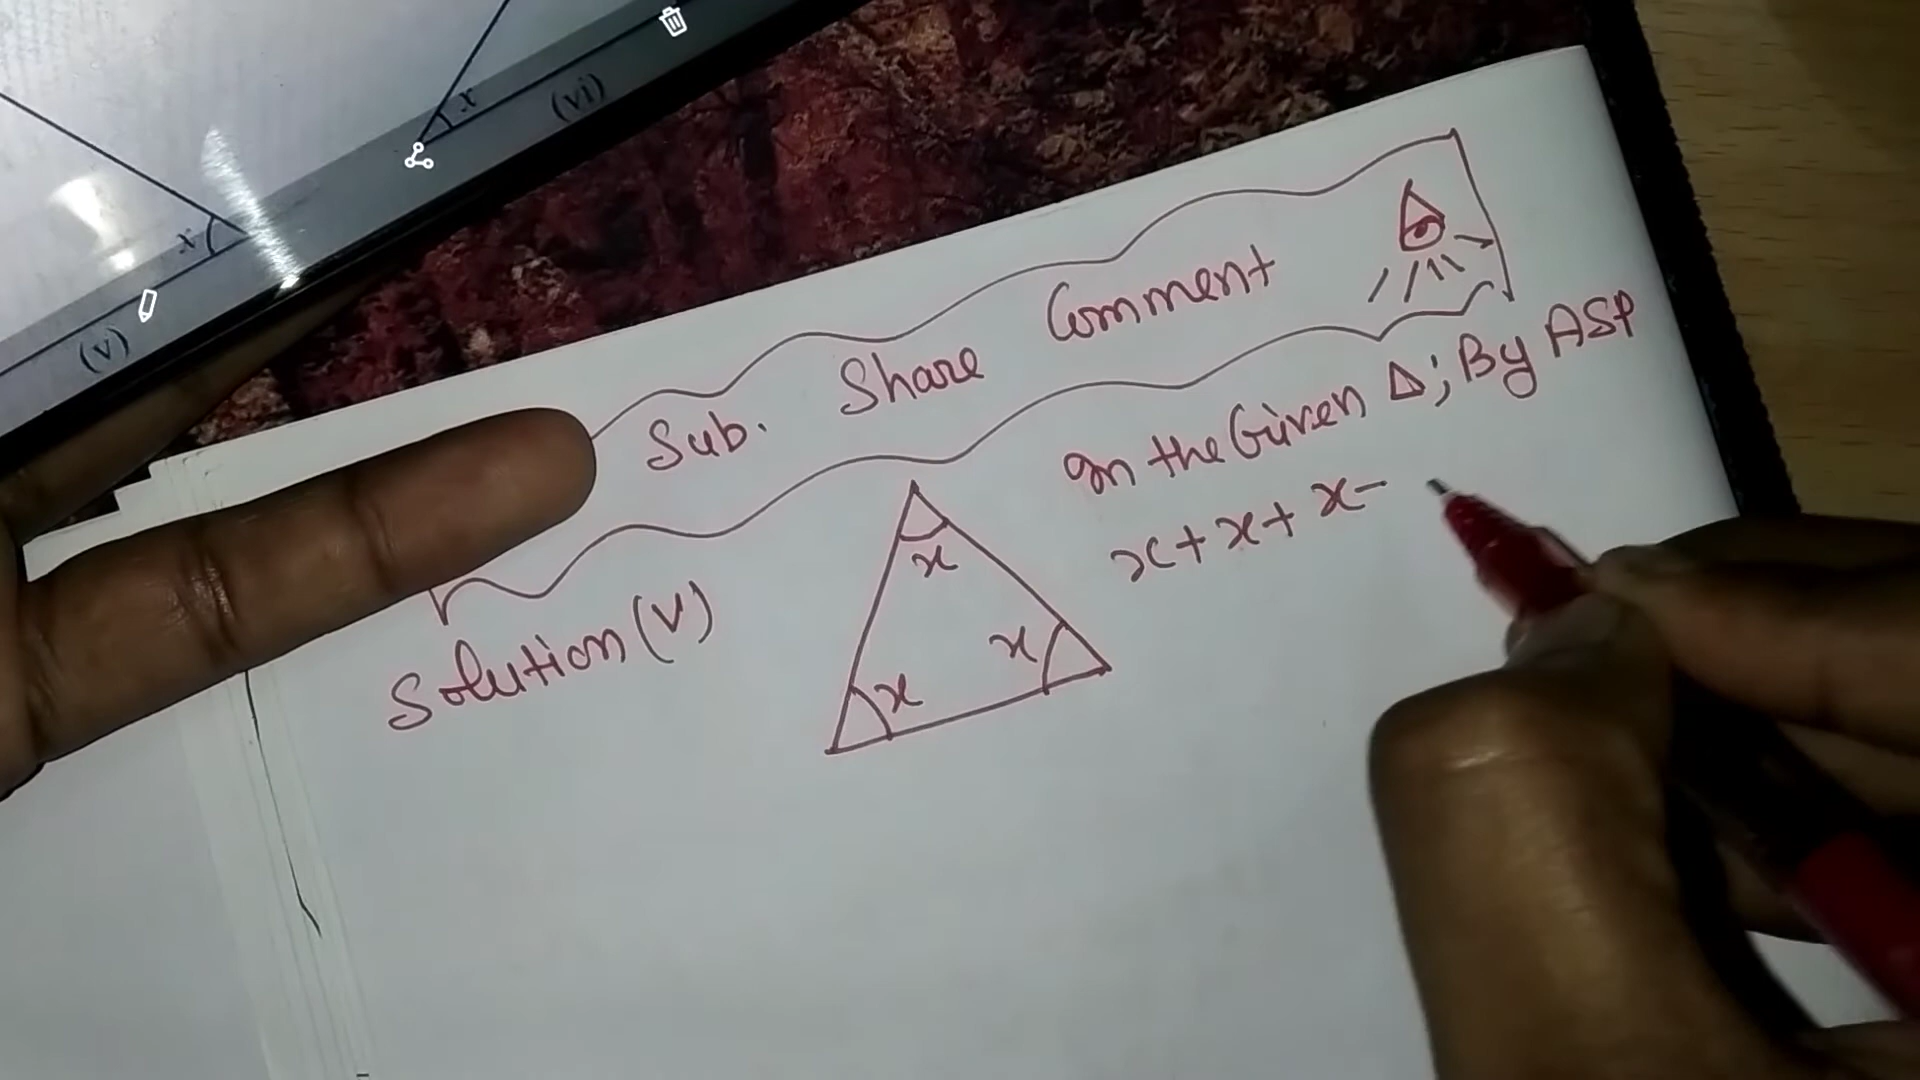 x
(vi)
x
(v)
Sub. Share Comment
Solution (V)
x
x
x
In the Given Δ; By ASP
x + x + x -